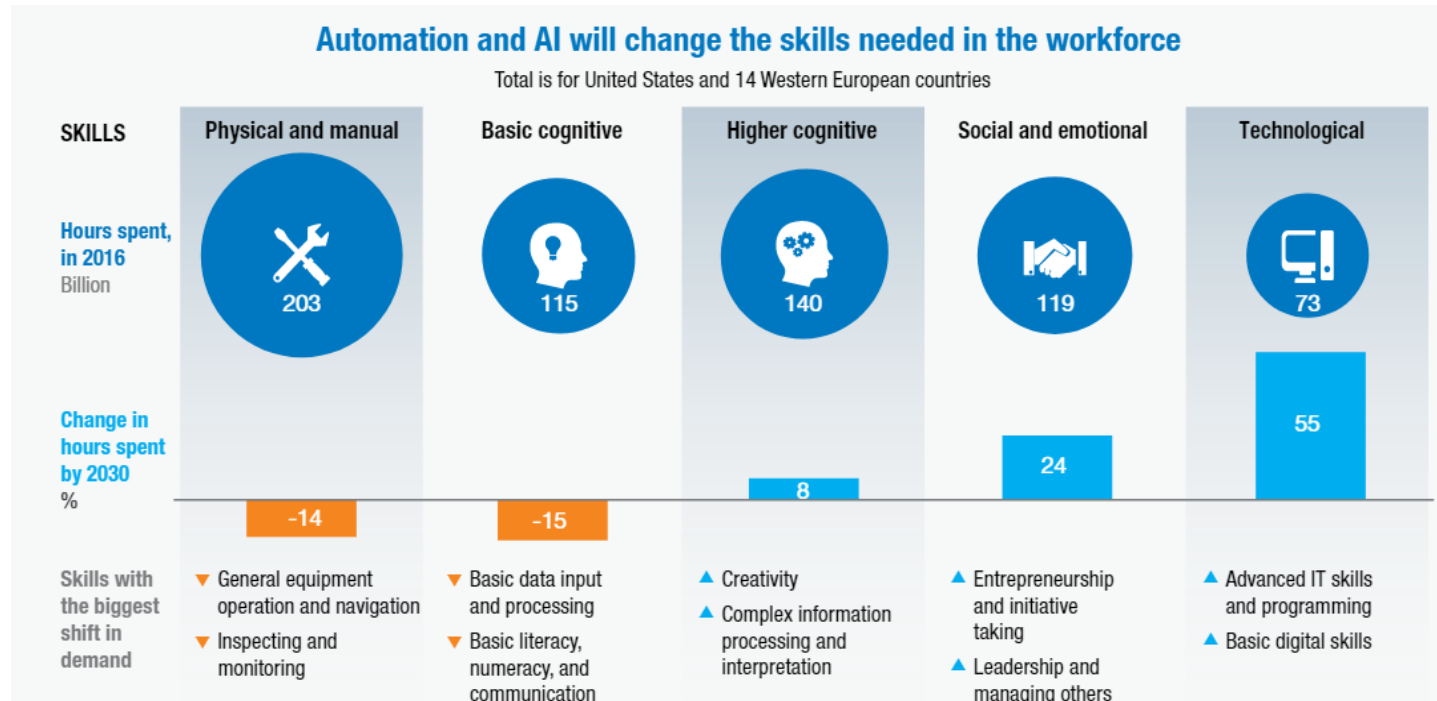 Automation and AI will change the skills needed in the workforce
Total is for United States and 14 Western European countries
SKILLS
Physical and manual
Basic cognitive
Higher cognitive
Social and emotional
Technological
Hours spent,
in 2016
Billion
203
115
140
119
73
Change in
hours spent
by 2030
%
-14
-15
8
24
55
Skills with
the biggest
shift in
demand
General equipment
operation and navigation
Inspecting and
monitoring
Basic data input
and processing
Basic literacy,
numeracy, and
communication
Creativity
Complex information
processing and
interpretation
Entrepreneurship
and initiative
taking
Leadership and
managing others
Advanced IT skills
and programming
Basic digital skills